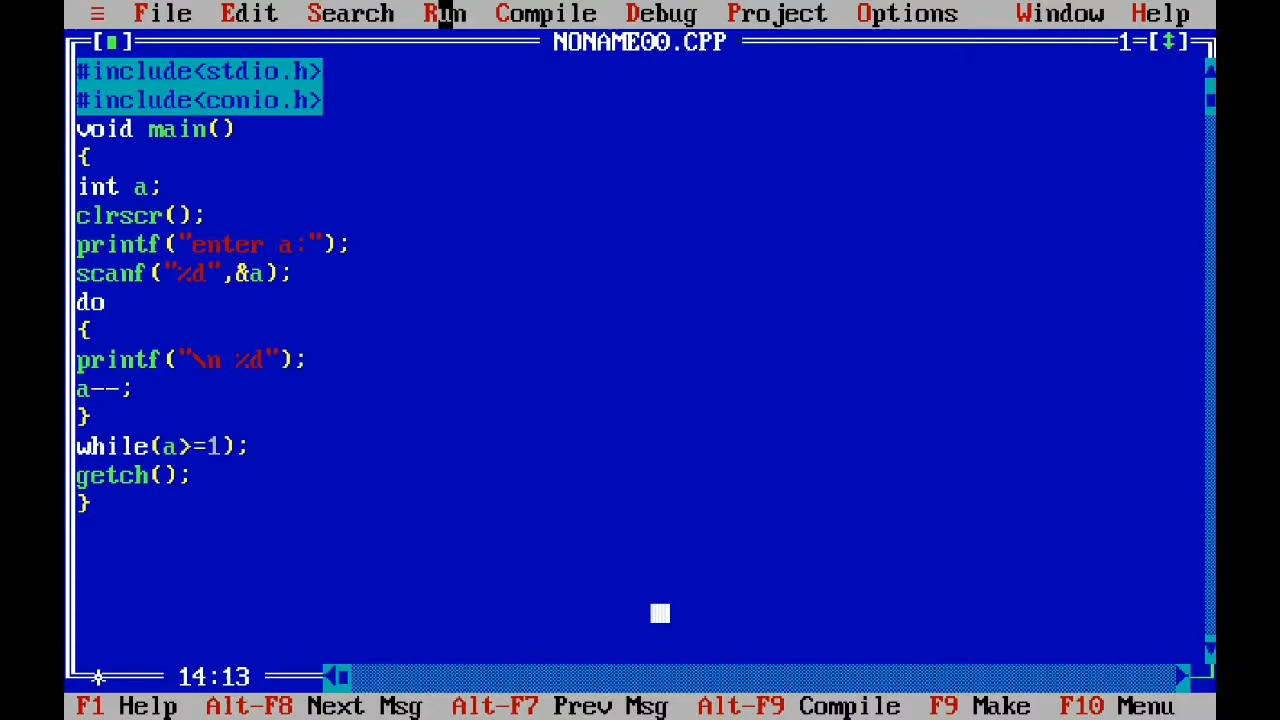 ≡ File Edit Search Run Compile Debug Project Options Window Help
[■] NONAME00.CPP 1=[↕]
#include<stdio.h>
#include<conio.h>
void main()
{
int a;
clrscr();
printf("enter a:");
scanf("%d",&a);
do
{
printf("\n %d");
a--;
}
while(a>=1);
getch();
}
14:13
F1 Help Alt-F8 Next Msg Alt-F7 Prev Msg Alt-F9 Compile F9 Make F10 Menu